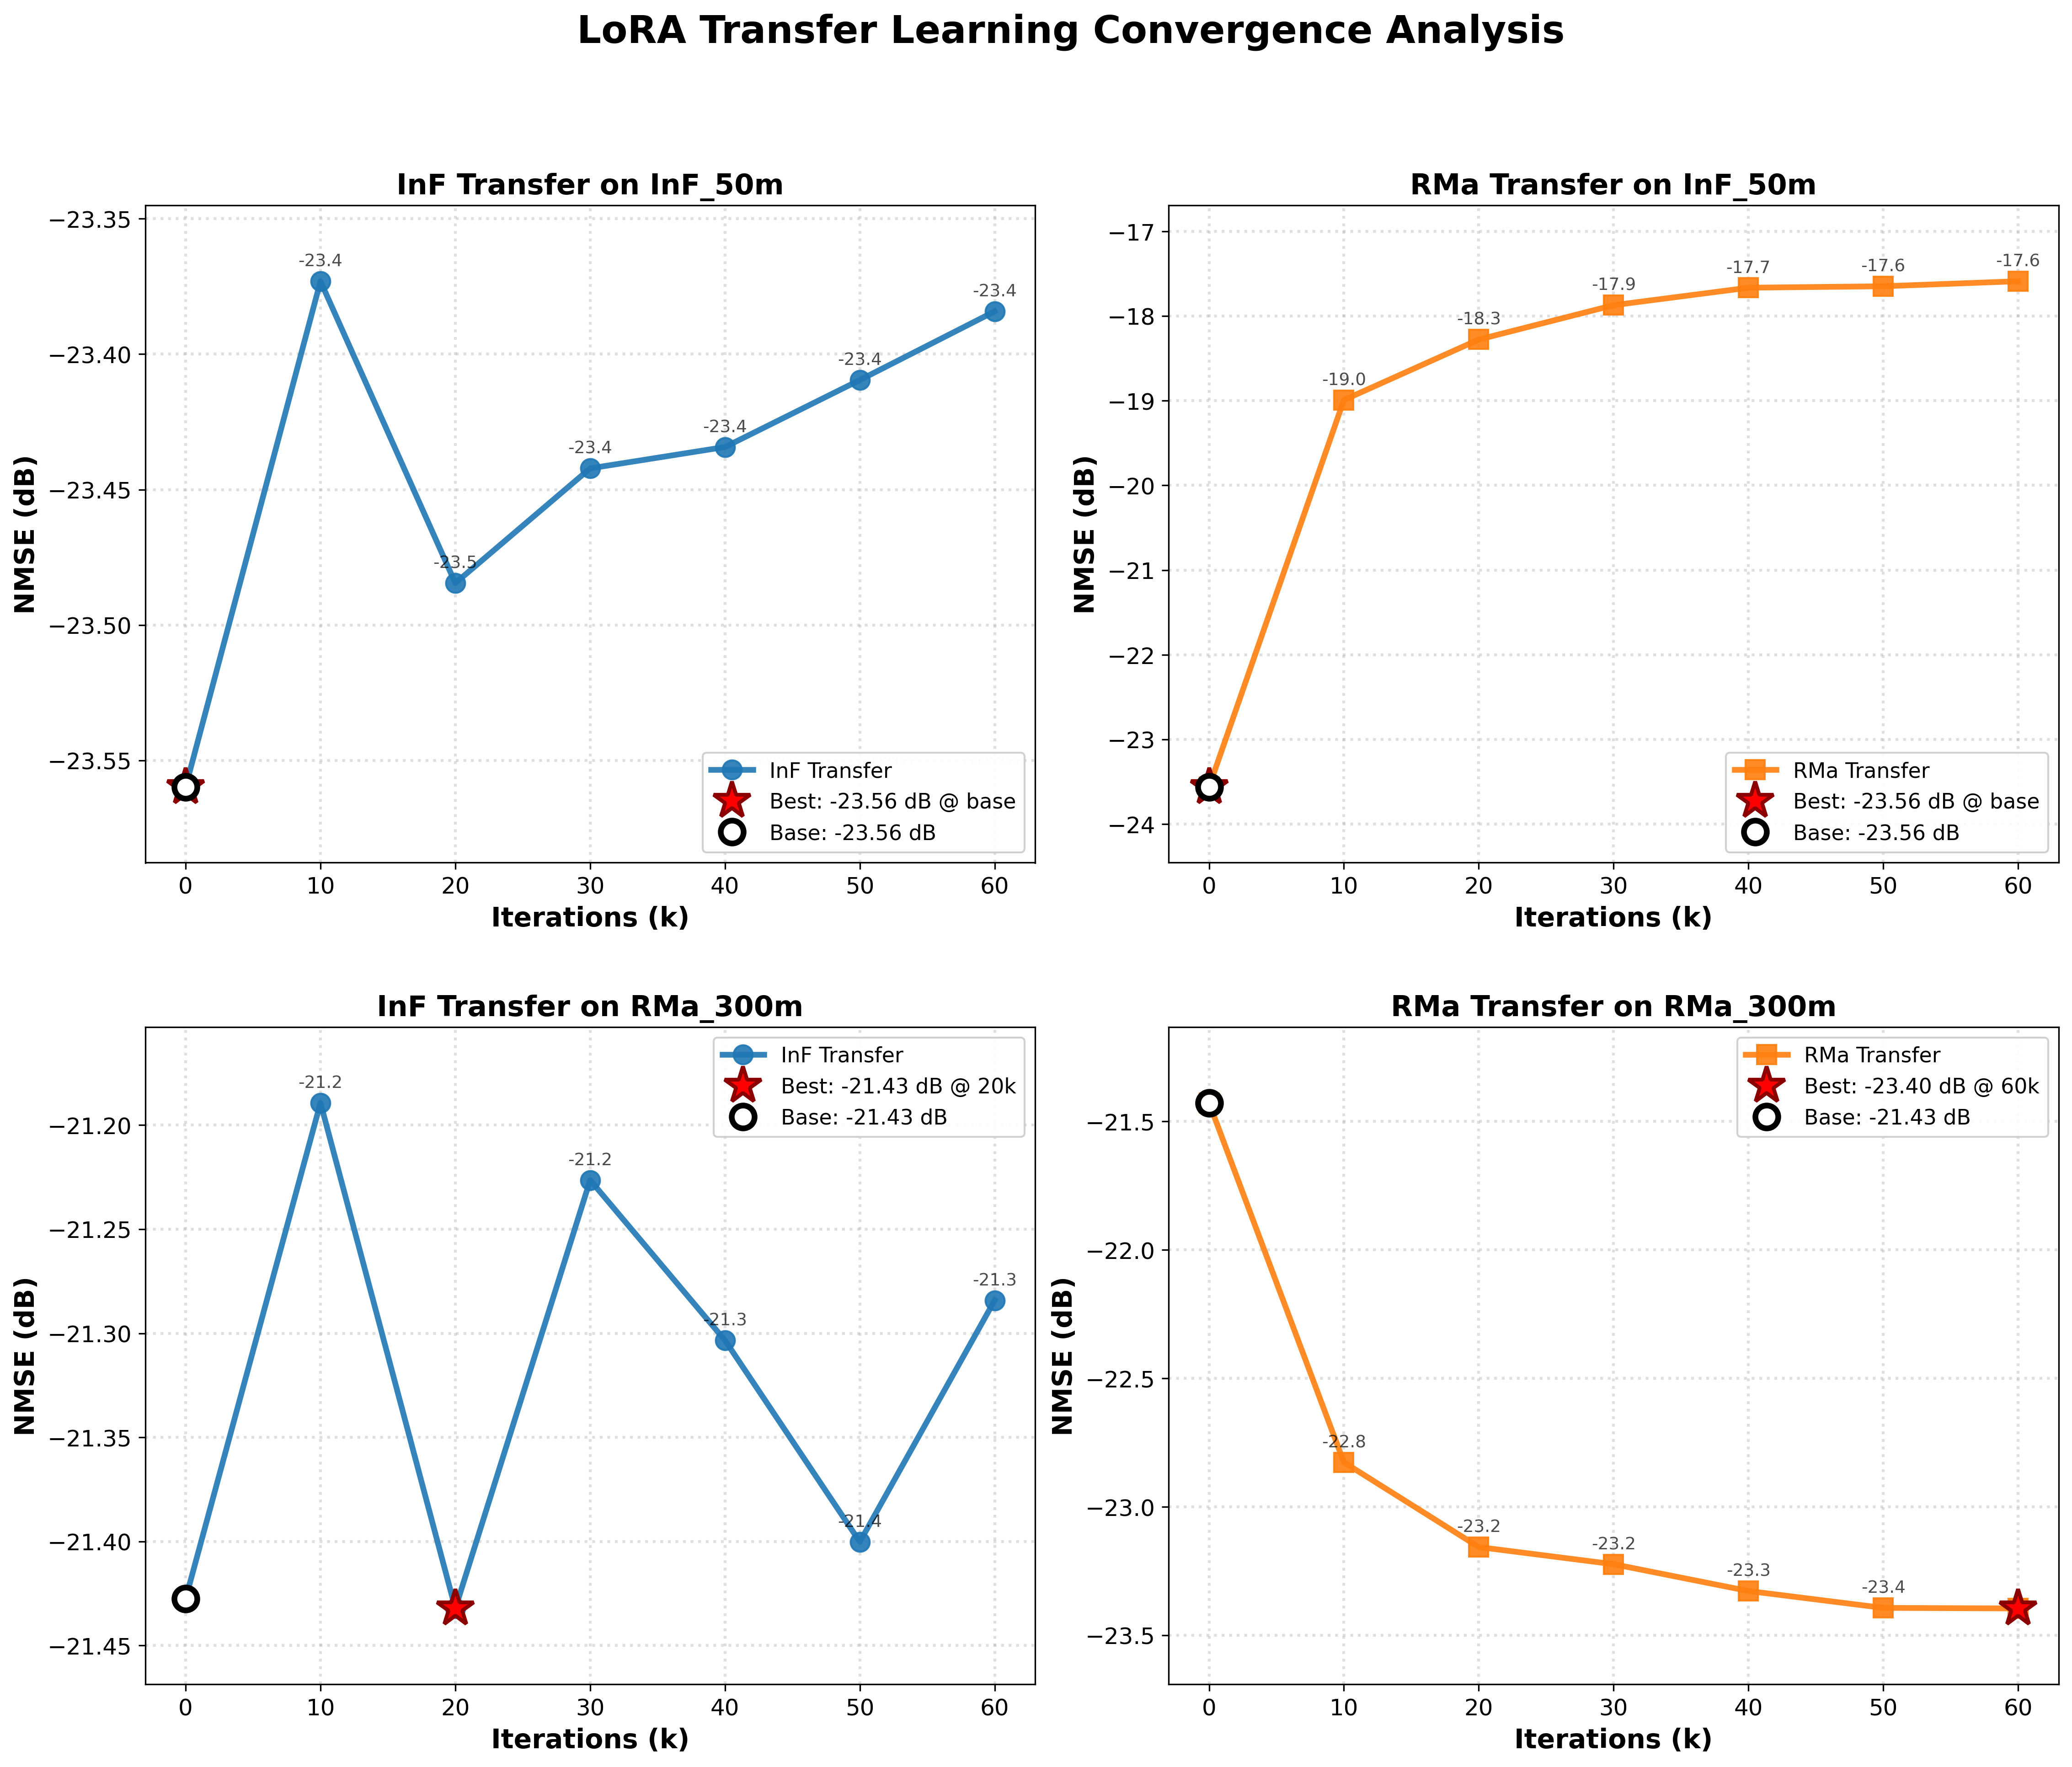 LoRA Transfer Learning Convergence Analysis
InF Transfer on InF_50m
NMSE (dB)
−23.35
−23.40
−23.45
−23.50
−23.55
-23.4
-23.5
-23.4
-23.4
-23.4
-23.4
InF Transfer
Best: -23.56 dB @ base
Base: -23.56 dB
0 10 20 30 40 50 60
Iterations (k)
RMa Transfer on InF_50m
NMSE (dB)
−17
−18
−19
−20
−21
−22
−23
−24
-19.0
-18.3
-17.9
-17.7
-17.6
-17.6
RMa Transfer
Best: -23.56 dB @ base
Base: -23.56 dB
0 10 20 30 40 50 60
Iterations (k)
InF Transfer on RMa_300m
NMSE (dB)
−21.20
−21.25
−21.30
−21.35
−21.40
−21.45
-21.2
-21.2
-21.3
-21.4
-21.3
InF Transfer
Best: -21.43 dB @ 20k
Base: -21.43 dB
0 10 20 30 40 50 60
Iterations (k)
RMa Transfer on RMa_300m
NMSE (dB)
−21.5
−22.0
−22.5
−23.0
−23.5
-22.8
-23.2
-23.2
-23.3
-23.4
RMa Transfer
Best: -23.40 dB @ 60k
Base: -21.43 dB
0 10 20 30 40 50 60
Iterations (k)